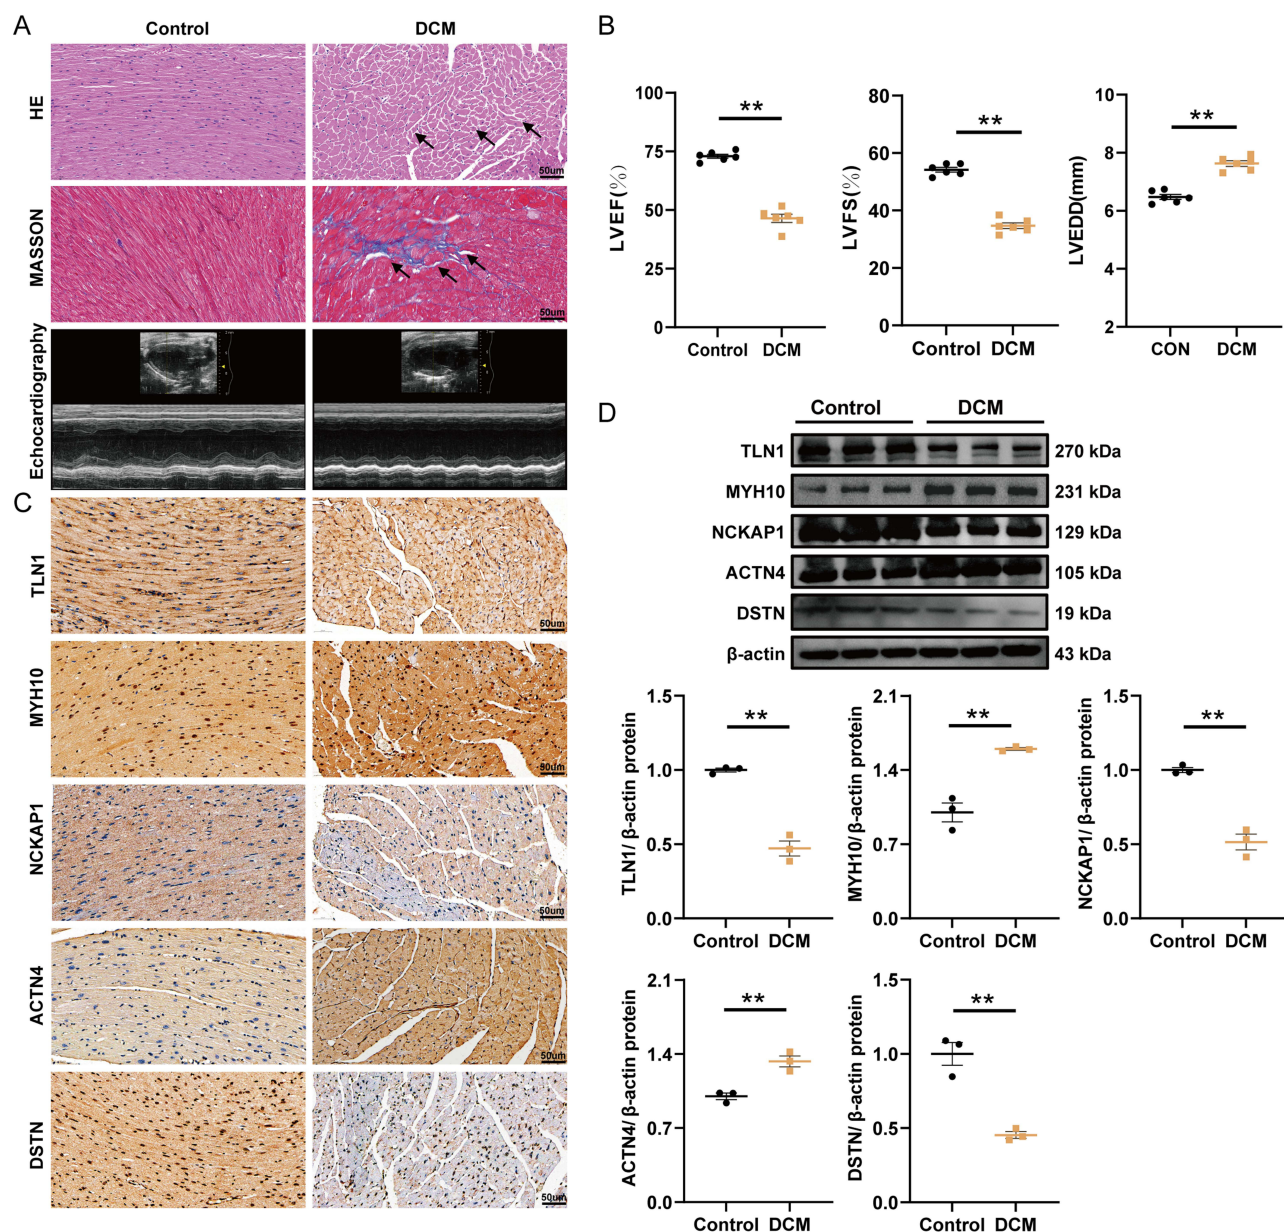 A
Control
DCM
HE
50um
MASSON
50um
Echocardiography
B
LVEF(%)
100
75
50
25
0
**
Control
DCM
LVFS(%)
80
60
40
20
0
**
Control
DCM
LVEDD(mm)
10
8
6
4
2
**
CON
DCM
C
TLN1
50um
MYH10
50um
NCKAP1
50um
ACTN4
50um
DSTN
50um
D
Control
DCM
TLN1
270 kDa
MYH10
231 kDa
NCKAP1
129 kDa
ACTN4
105 kDa
DSTN
19 kDa
β-actin
43 kDa
TLN1/ β-actin protein
1.5
1.0
0.5
0.0
**
Control
DCM
MYH10/ β-actin protein
2.1
1.4
0.7
0.0
**
Control
DCM
NCKAP1/ β-actin protein
1.5
1.0
0.5
0.0
**
Control
DCM
ACTN4/ β-actin protein
2.1
1.4
0.7
0.0
**
Control
DCM
DSTN/ β-actin protein
1.5
1.0
0.5
0.0
**
Control
DCM